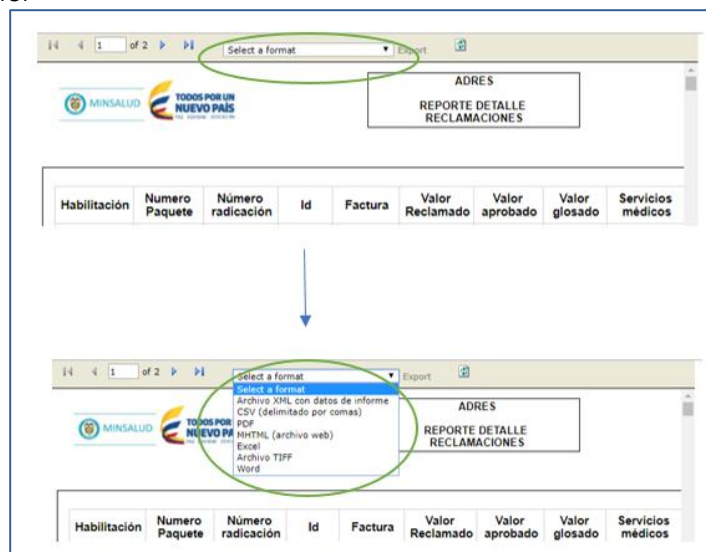 1 of 2 Select a format Export
ADRES
REPORTE DETALLE
RECLAMACIONES
MINSALUD
TODOS POR UN
NUEVO PAÍS
PAZ EQUIDAD EDUCACIÓN
Habilitación Numero Paquete Número radicación Id Factura Valor Reclamado Valor aprobado Valor glosado Servicios médicos
1 of 2 Select a format Export
Select a format
Archivo XML con datos de informe
CSV (delimitado por comas)
PDF
MHTML (archivo web)
Excel
Archivo TIFF
Word
ADRES
REPORTE DETALLE
RECLAMACIONES
MINSALUD
TODOS POR
NUEVO PA
Habilitación Numero Paquete Número radicación Id Factura Valor Reclamado Valor aprobado Valor glosado Servicios médicos